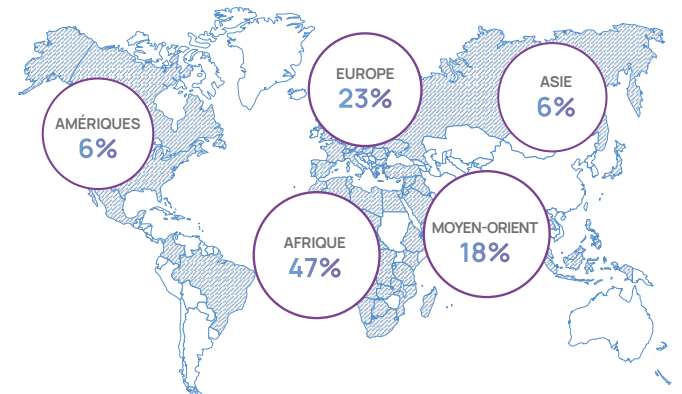 EUROPE
23%
ASIE
6%
AMÉRIQUES
6%
AFRIQUE
47%
MOYEN-ORIENT
18%